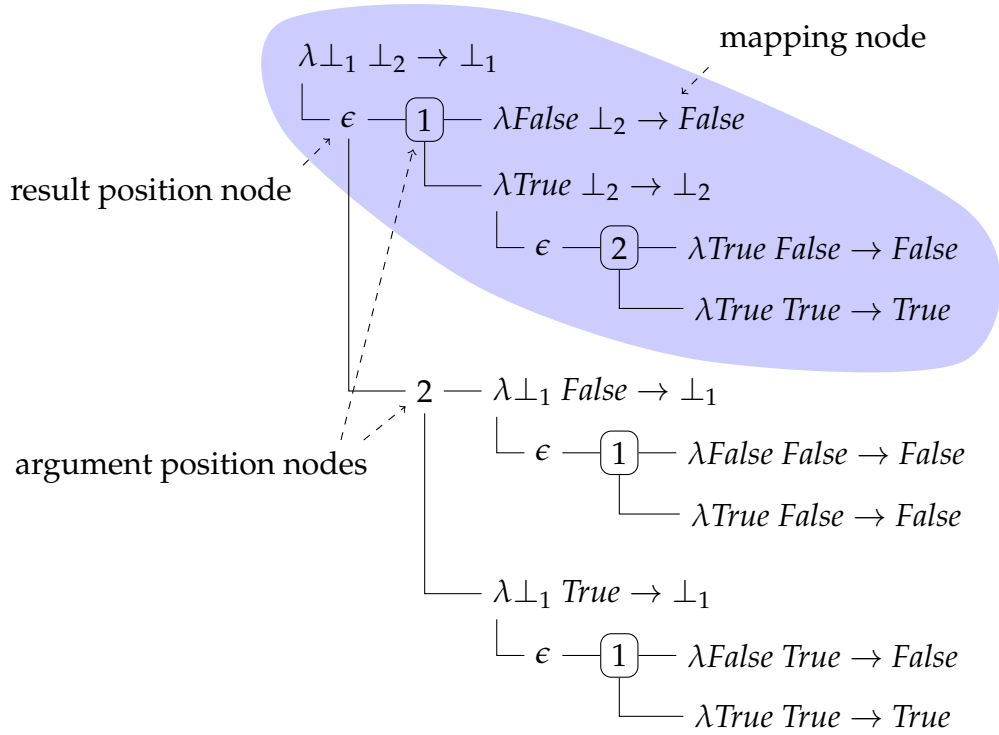 mapping node
λ⊥₁ ⊥₂ → ⊥₁
ϵ 1 λFalse ⊥₂ → False
result position node
λTrue ⊥₂ → ⊥₂
ϵ 2 λTrue False → False
λTrue True → True
2 λ⊥₁ False → ⊥₁
argument position nodes
ϵ 1 λFalse False → False
λTrue False → False
λ⊥₁ True → ⊥₁
ϵ 1 λFalse True → False
λTrue True → True